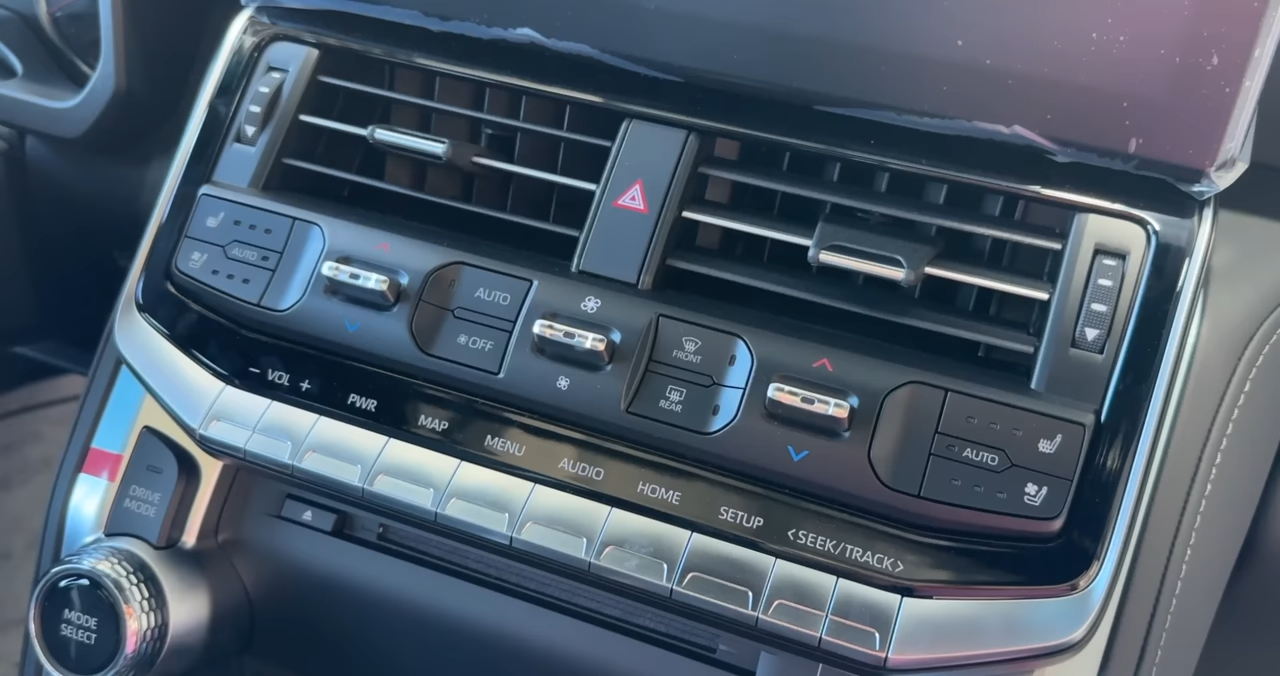 AUTO
AUTO
OFF
FRONT
REAR
AUTO
- VOL +
PWR
MAP
MENU
AUDIO
HOME
SETUP
<SEEK/TRACK>
DRIVE
MODE
MODE
SELECT